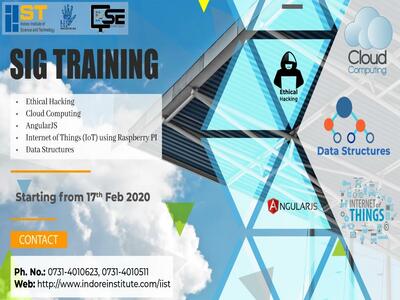 IIST
Indore Institute of
Science and Technology
CSE
SIG TRAINING
• Ethical Hacking
• Cloud Computing
• AngularJS
• Internet of Things (IoT) using Raspberry PI
• Data Structures
Starting from 17th Feb 2020
CONTACT
Ph. No.: 0731-4010623, 0731-4010511
Web: http://www.indoreinstitute.com/iist
Ethical
Hacking
Cloud
Computing
Data Structures
ANGULARJS
INTERNET
OF
THINGS